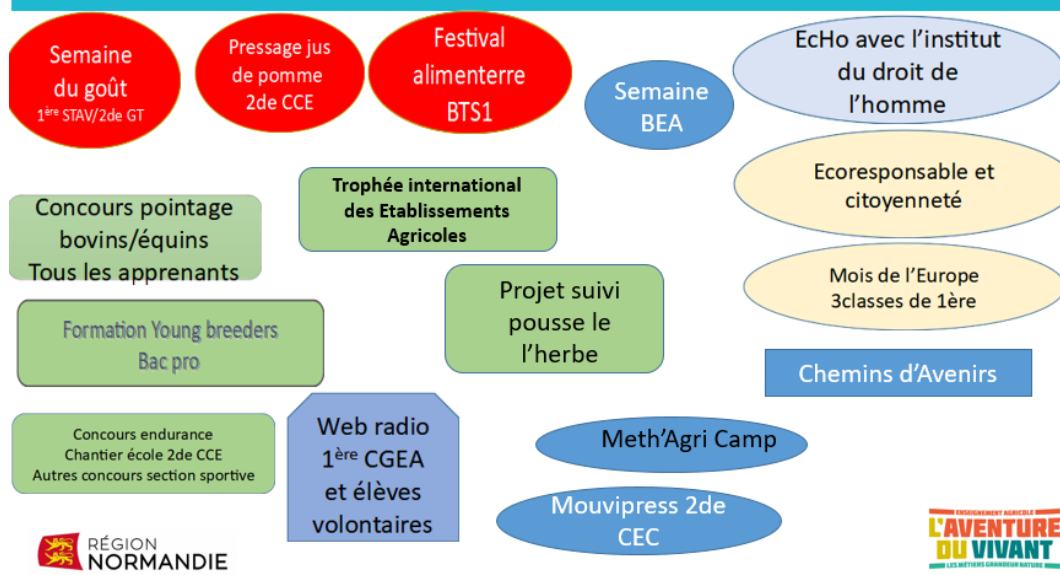 Semaine
du goût
1ère STAV/2de GT
Pressage jus
de pomme
2de CCE
Festival
alimenterre
BTS1
Semaine
BEA
EcHo avec l'institut
du droit de
l'homme
Ecoresponsable et
citoyenneté
Trophée international
des Etablissements
Agricoles
Concours pointage
bovins/équins
Tous les apprenants
Projet suivi
pousse le
l'herbe
Mois de l'Europe
3classes de 1ère
Formation Young breeders
Bac pro
Chemins d'Avenirs
Concours endurance
Chantier école 2de CCE
Autres concours section sportive
Web radio
1ère CGEA
et élèves
volontaires
Meth'Agri Camp
Mouvipress 2de
CEC
RÉGION
NORMANDIE
ENSEIGNEMENT AGRICOLE
L'AVENTURE
DU VIVANT
LES MÉTIERS GRANDEUR NATURE